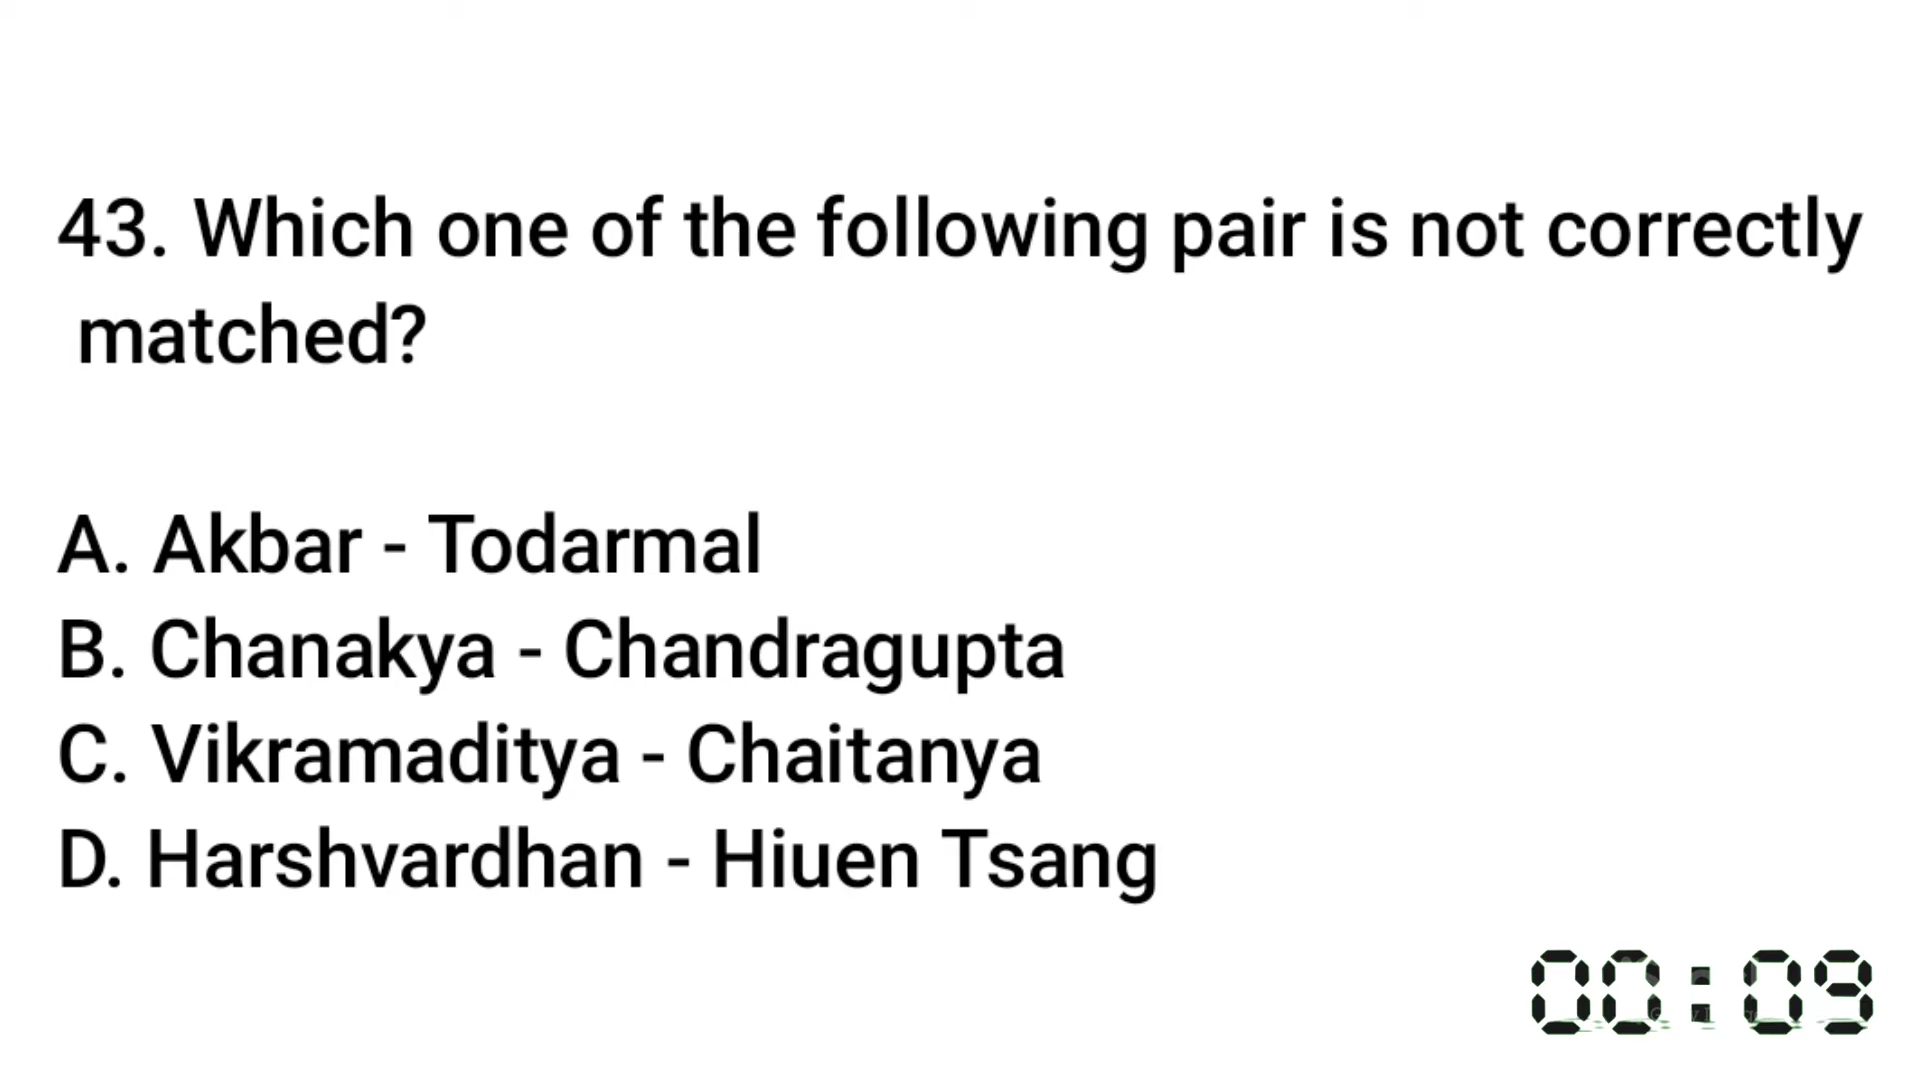 43. Which one of the following pair is not correctly
matched?
A. Akbar - Todarmal
B. Chanakya - Chandragupta
C. Vikramaditya - Chaitanya
D. Harshvardhan - Hiuen Tsang
00:09